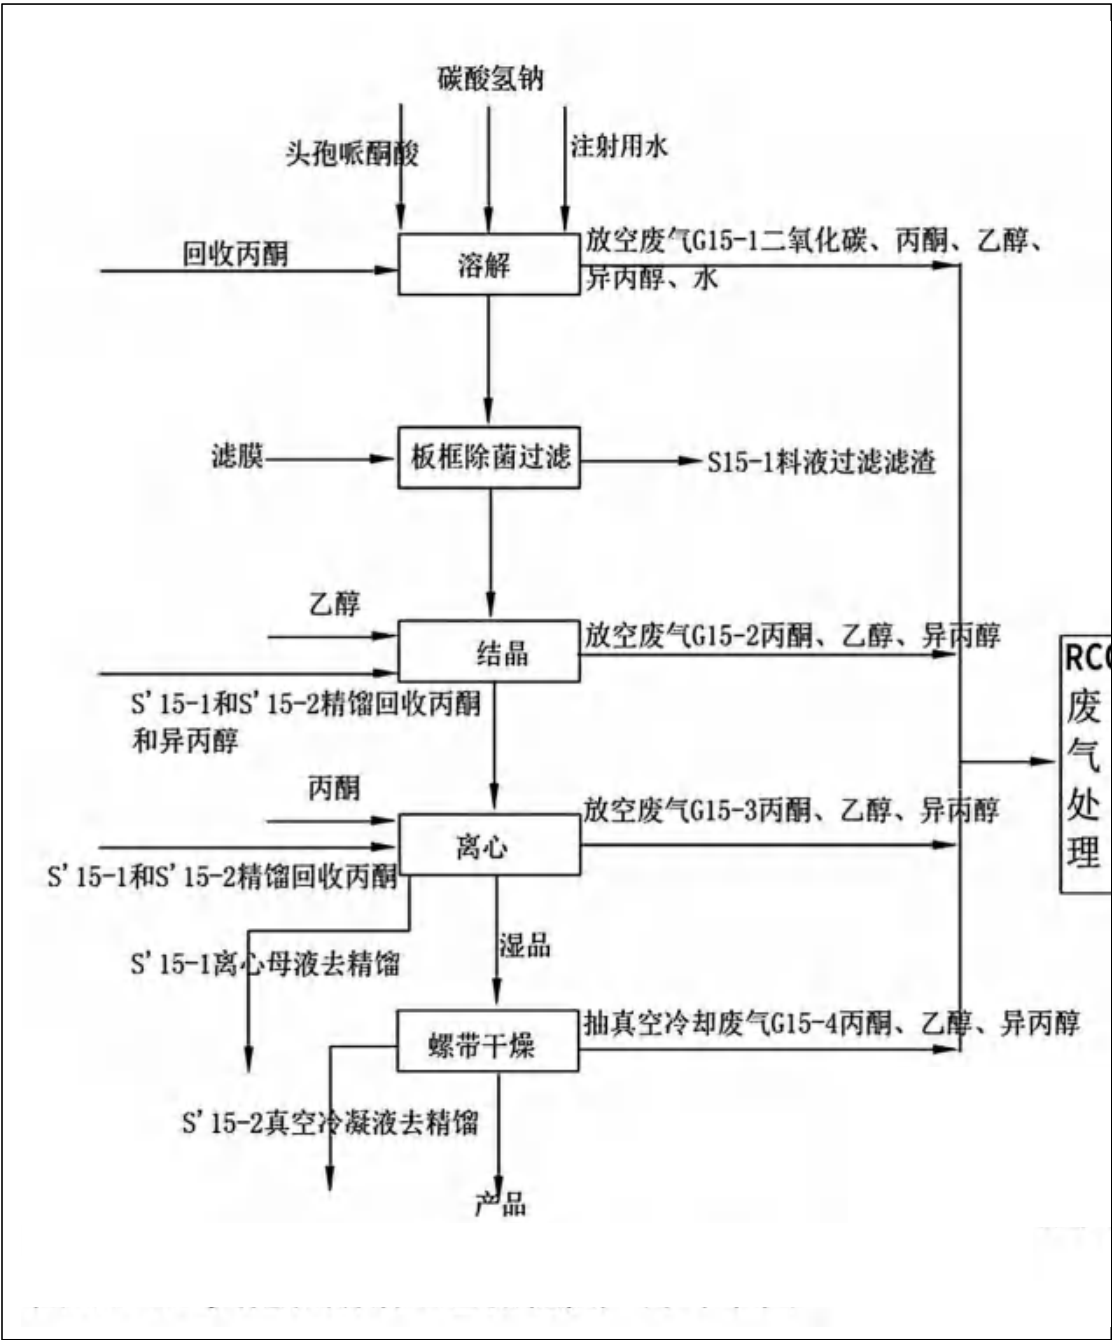 碳酸氢钠
头孢哌酮酸
注射用水
回收丙酮
溶解
放空废气G15-1二氧化碳、丙酮、乙醇、
异丙醇、水
滤膜
板框除菌过滤
S15-1料液过滤滤渣
乙醇
结晶
放空废气G15-2丙酮、乙醇、异丙醇
S'15-1和S'15-2精馏回收丙酮
和异丙醇
RCO
废
气
处
理
丙酮
离心
放空废气G15-3丙酮、乙醇、异丙醇
S'15-1和S'15-2精馏回收丙酮
湿品
S'15-1离心母液去精馏
螺带干燥
抽真空冷却废气G15-4丙酮、乙醇、异丙醇
S'15-2真空冷凝液去精馏
产品